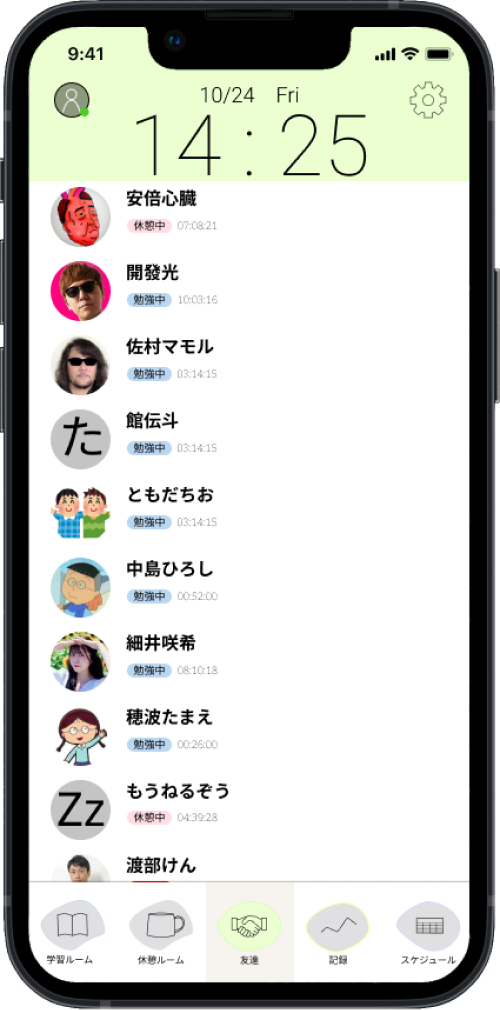 9:41
10/24 Fri
14:25
安倍心臓
休憩中 07:08:21
開發光
勉強中 10:03:16
佐村マモル
勉強中 03:14:15
館伝斗
た
勉強中 03:14:15
ともだちお
勉強中 03:14:15
中島ひろし
勉強中 00:52:00
細井咲希
勉強中 08:10:18
穂波たまえ
勉強中 00:26:00
もうねるぞう
Zz
休憩中 04:39:28
渡部けん
学習ルーム
休憩ルーム
友達
記録
スケジュール